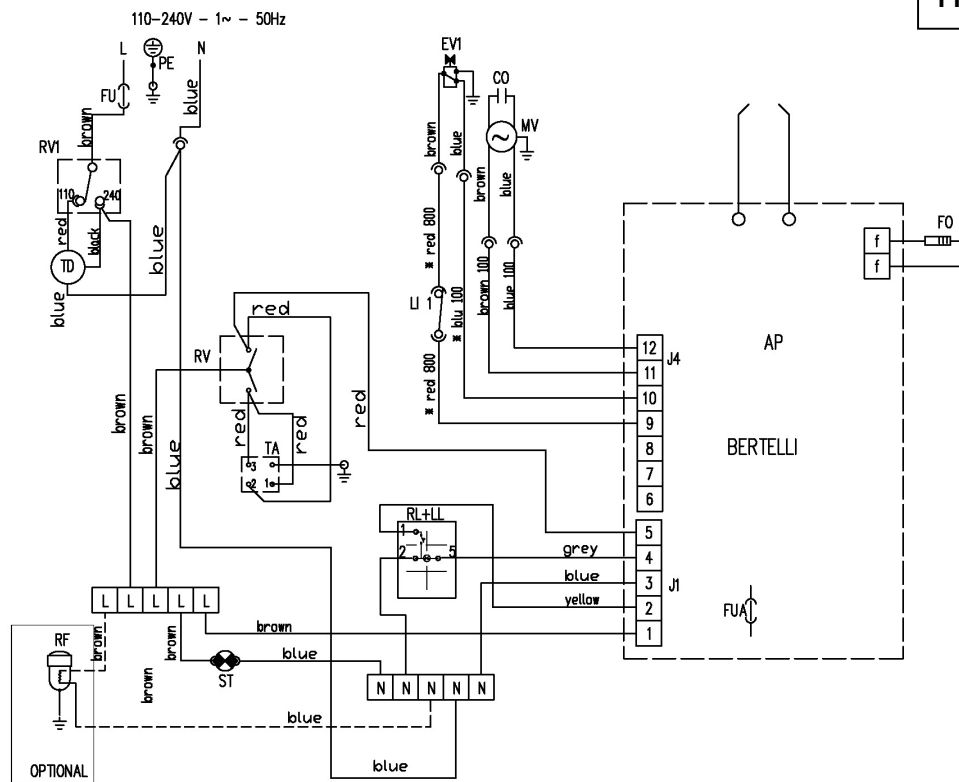 110-240V - 1~ - 50Hz
L
PE
N
FU
blue
brown
RV1
110
240
red
black
TD
blue
blue
EV1
CO
MV
~
brown
blue
brown
blue
* red 800
* blu 100
brown 100
blue 100
LI 1
* red 800
f
f
FO
AP
BERTELLI
12
11
10
9
8
7
6
J4
5
4
3
2
1
J1
FUA
red
RV
red
red
red
TA
3
2
1
brown
brown
blue
RL+LL
1
2
5
grey
blue
yellow
brown
L
L
L
L
L
RF
brown
brown
brown
ST
blue
N
N
N
N
N
blue
blue
OPTIONAL